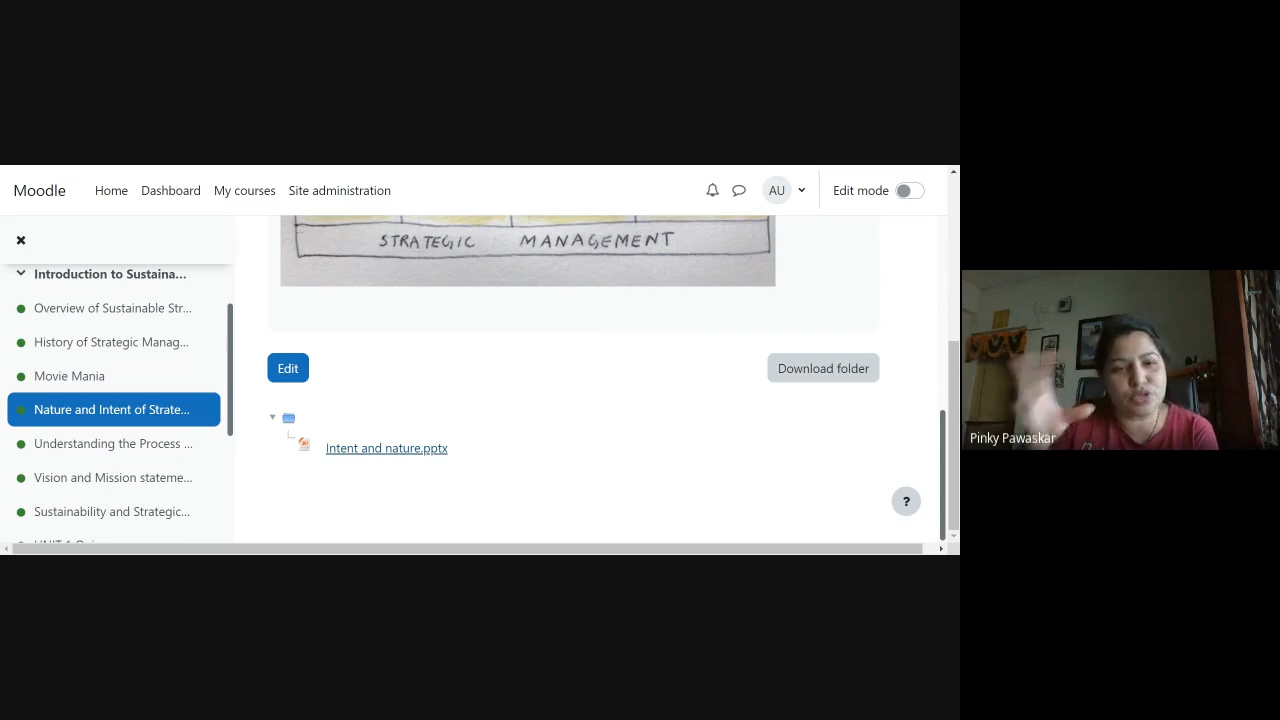 Moodle Home Dashboard My courses Site administration AU Edit mode
Introduction to Sustaina...
Overview of Sustainable Str...
History of Strategic Manag...
Movie Mania
Nature and Intent of Strate...
Understanding the Process ...
Vision and Mission stateme...
Sustainability and Strategic...
STRATEGIC MANAGEMENT
Edit
Download folder
Intent and nature.pptx
?
Pinky Pawaskar